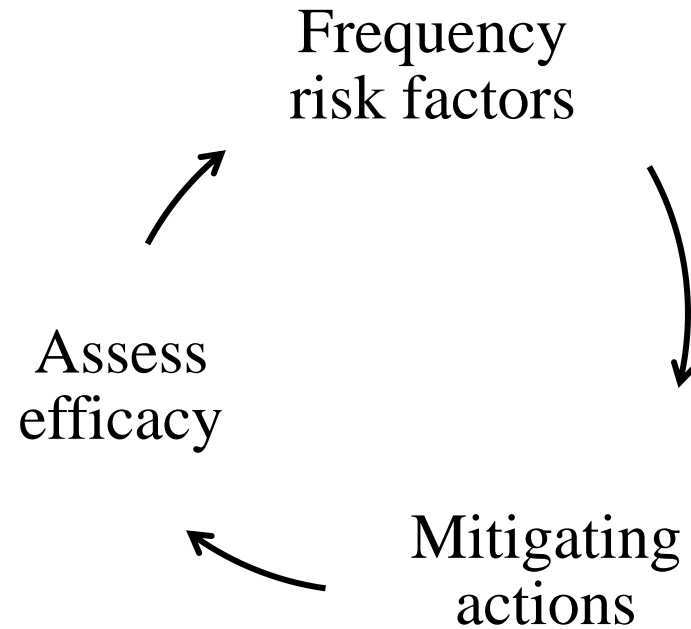 Frequency
risk factors
Assess
efficacy
Mitigating
actions